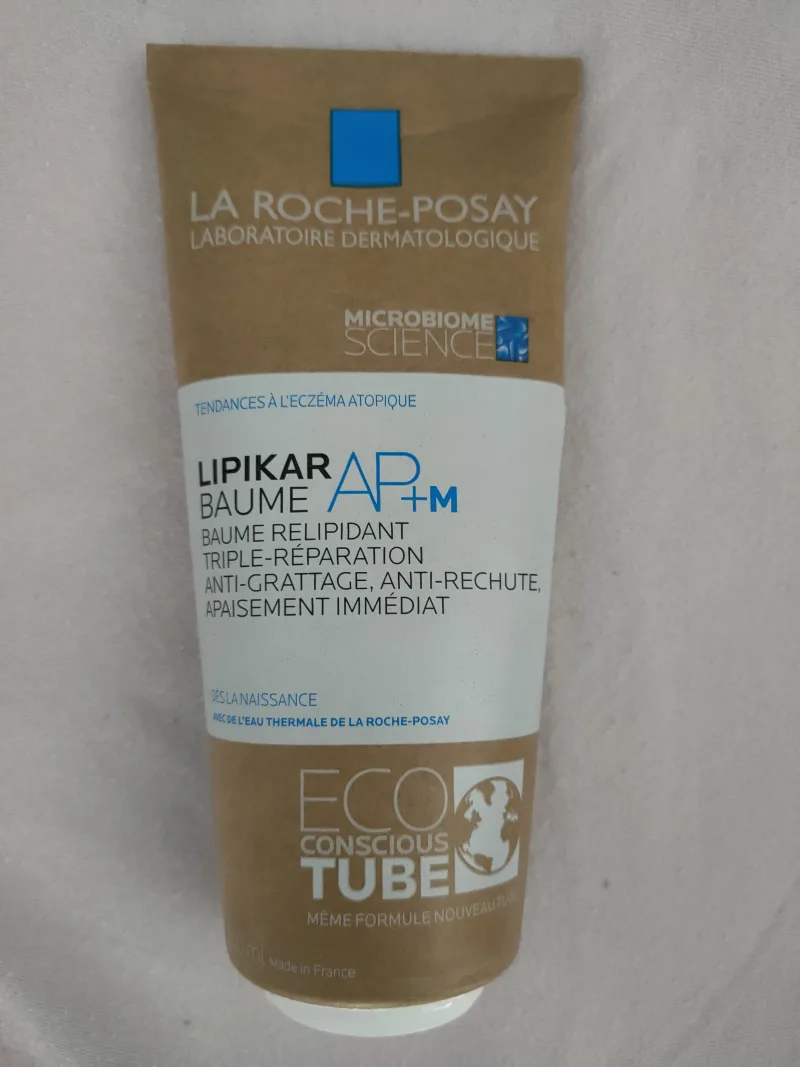 LA ROCHE-POSAY
LABORATOIRE DERMATOLOGIQUE
MICROBIOME
SCIENCE
TENDANCES À L'ECZÉMA ATOPIQUE
LIPIKAR
BAUME AP+M
BAUME RELIPIDANT
TRIPLE-RÉPARATION
ANTI-GRATTAGE, ANTI-RECHUTE,
APAISEMENT IMMÉDIAT
DÈS LA NAISSANCE
AVEC DE L'EAU THERMALE DE LA ROCHE-POSAY
ECO
CONSCIOUS
TUBE
MÊME FORMULE NOUVEAU TUBE
ml Made in France